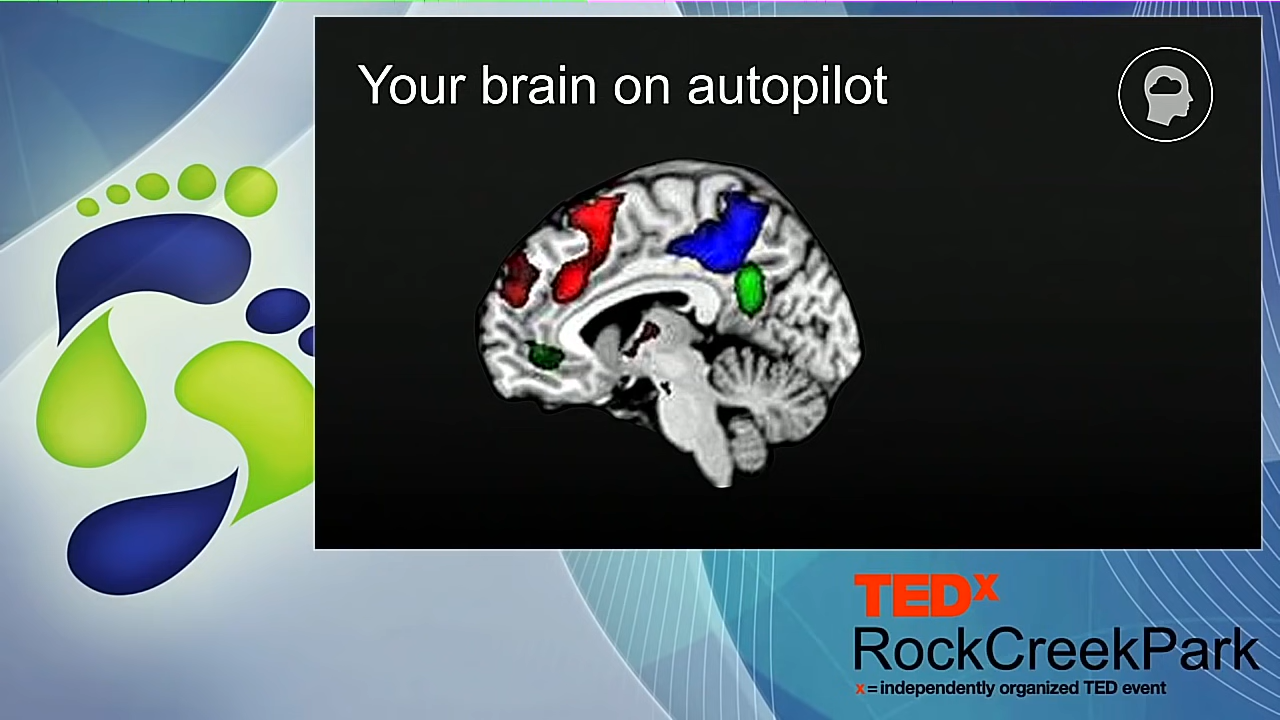 Your brain on autopilot
TEDx
RockCreekPark
x = independently organized TED event